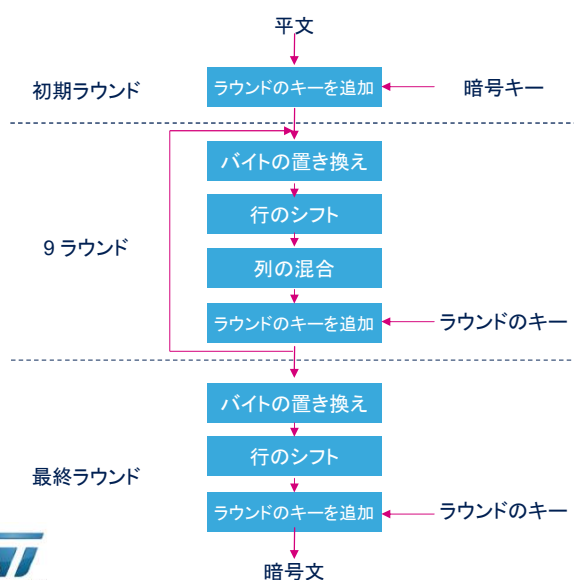 平文
初期ラウンド
ラウンドのキーを追加
暗号キー
バイトの置き換え
行のシフト
9 ラウンド
列の混合
ラウンドのキーを追加
ラウンドのキー
バイトの置き換え
行のシフト
最終ラウンド
ラウンドのキーを追加
ラウンドのキー
暗号文